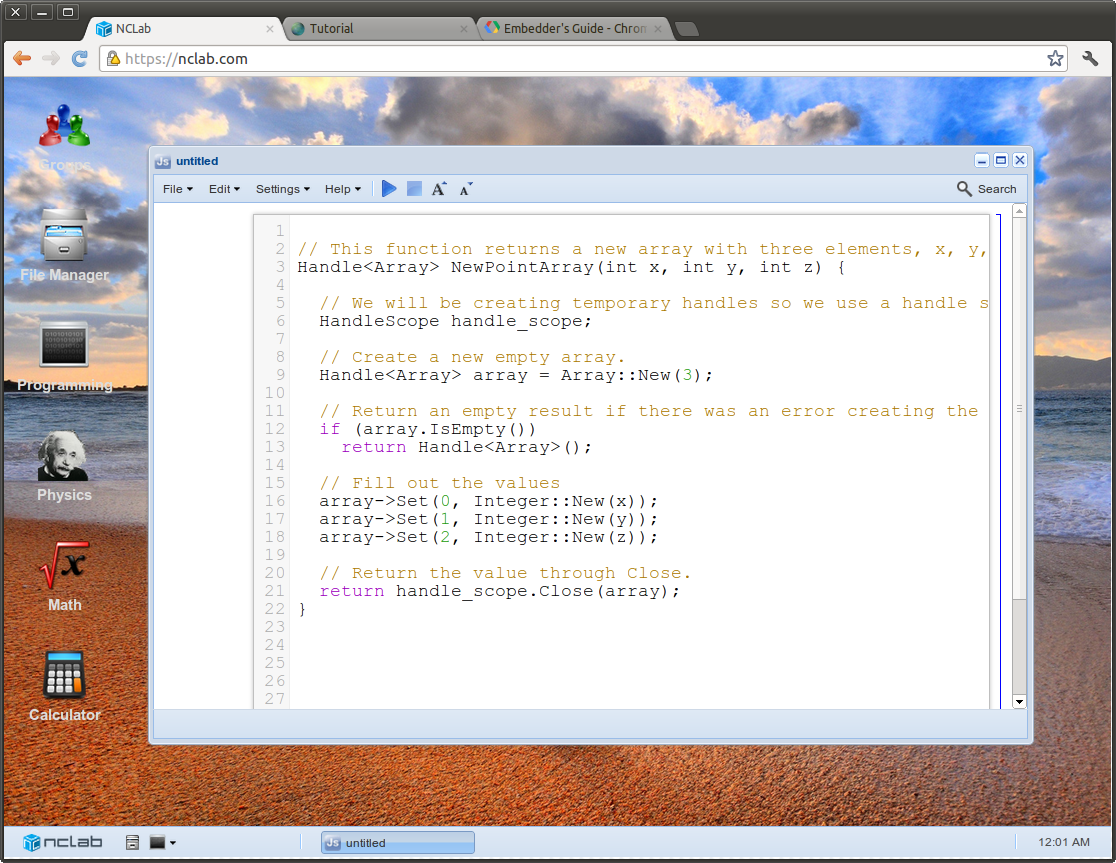 NCLab
Tutorial
Embedder's Guide - Chrom
https://nclab.com
Groups
File Manager
Programming
Physics
Math
Calculator
Js untitled
File Edit Settings Help A A Search
1
2 // This function returns a new array with three elements, x, y,
3 Handle<Array> NewPointArray(int x, int y, int z) {
4
5 // We will be creating temporary handles so we use a handle s
6 HandleScope handle_scope;
7
8 // Create a new empty array.
9 Handle<Array> array = Array::New(3);
10
11 // Return an empty result if there was an error creating the
12 if (array.IsEmpty())
13 return Handle<Array>();
14
15 // Fill out the values
16 array->Set(0, Integer::New(x));
17 array->Set(1, Integer::New(y));
18 array->Set(2, Integer::New(z));
19
20 // Return the value through Close.
21 return handle_scope.Close(array);
22 }
23
24
25
26
27
nclab
Js untitled
12:01 AM